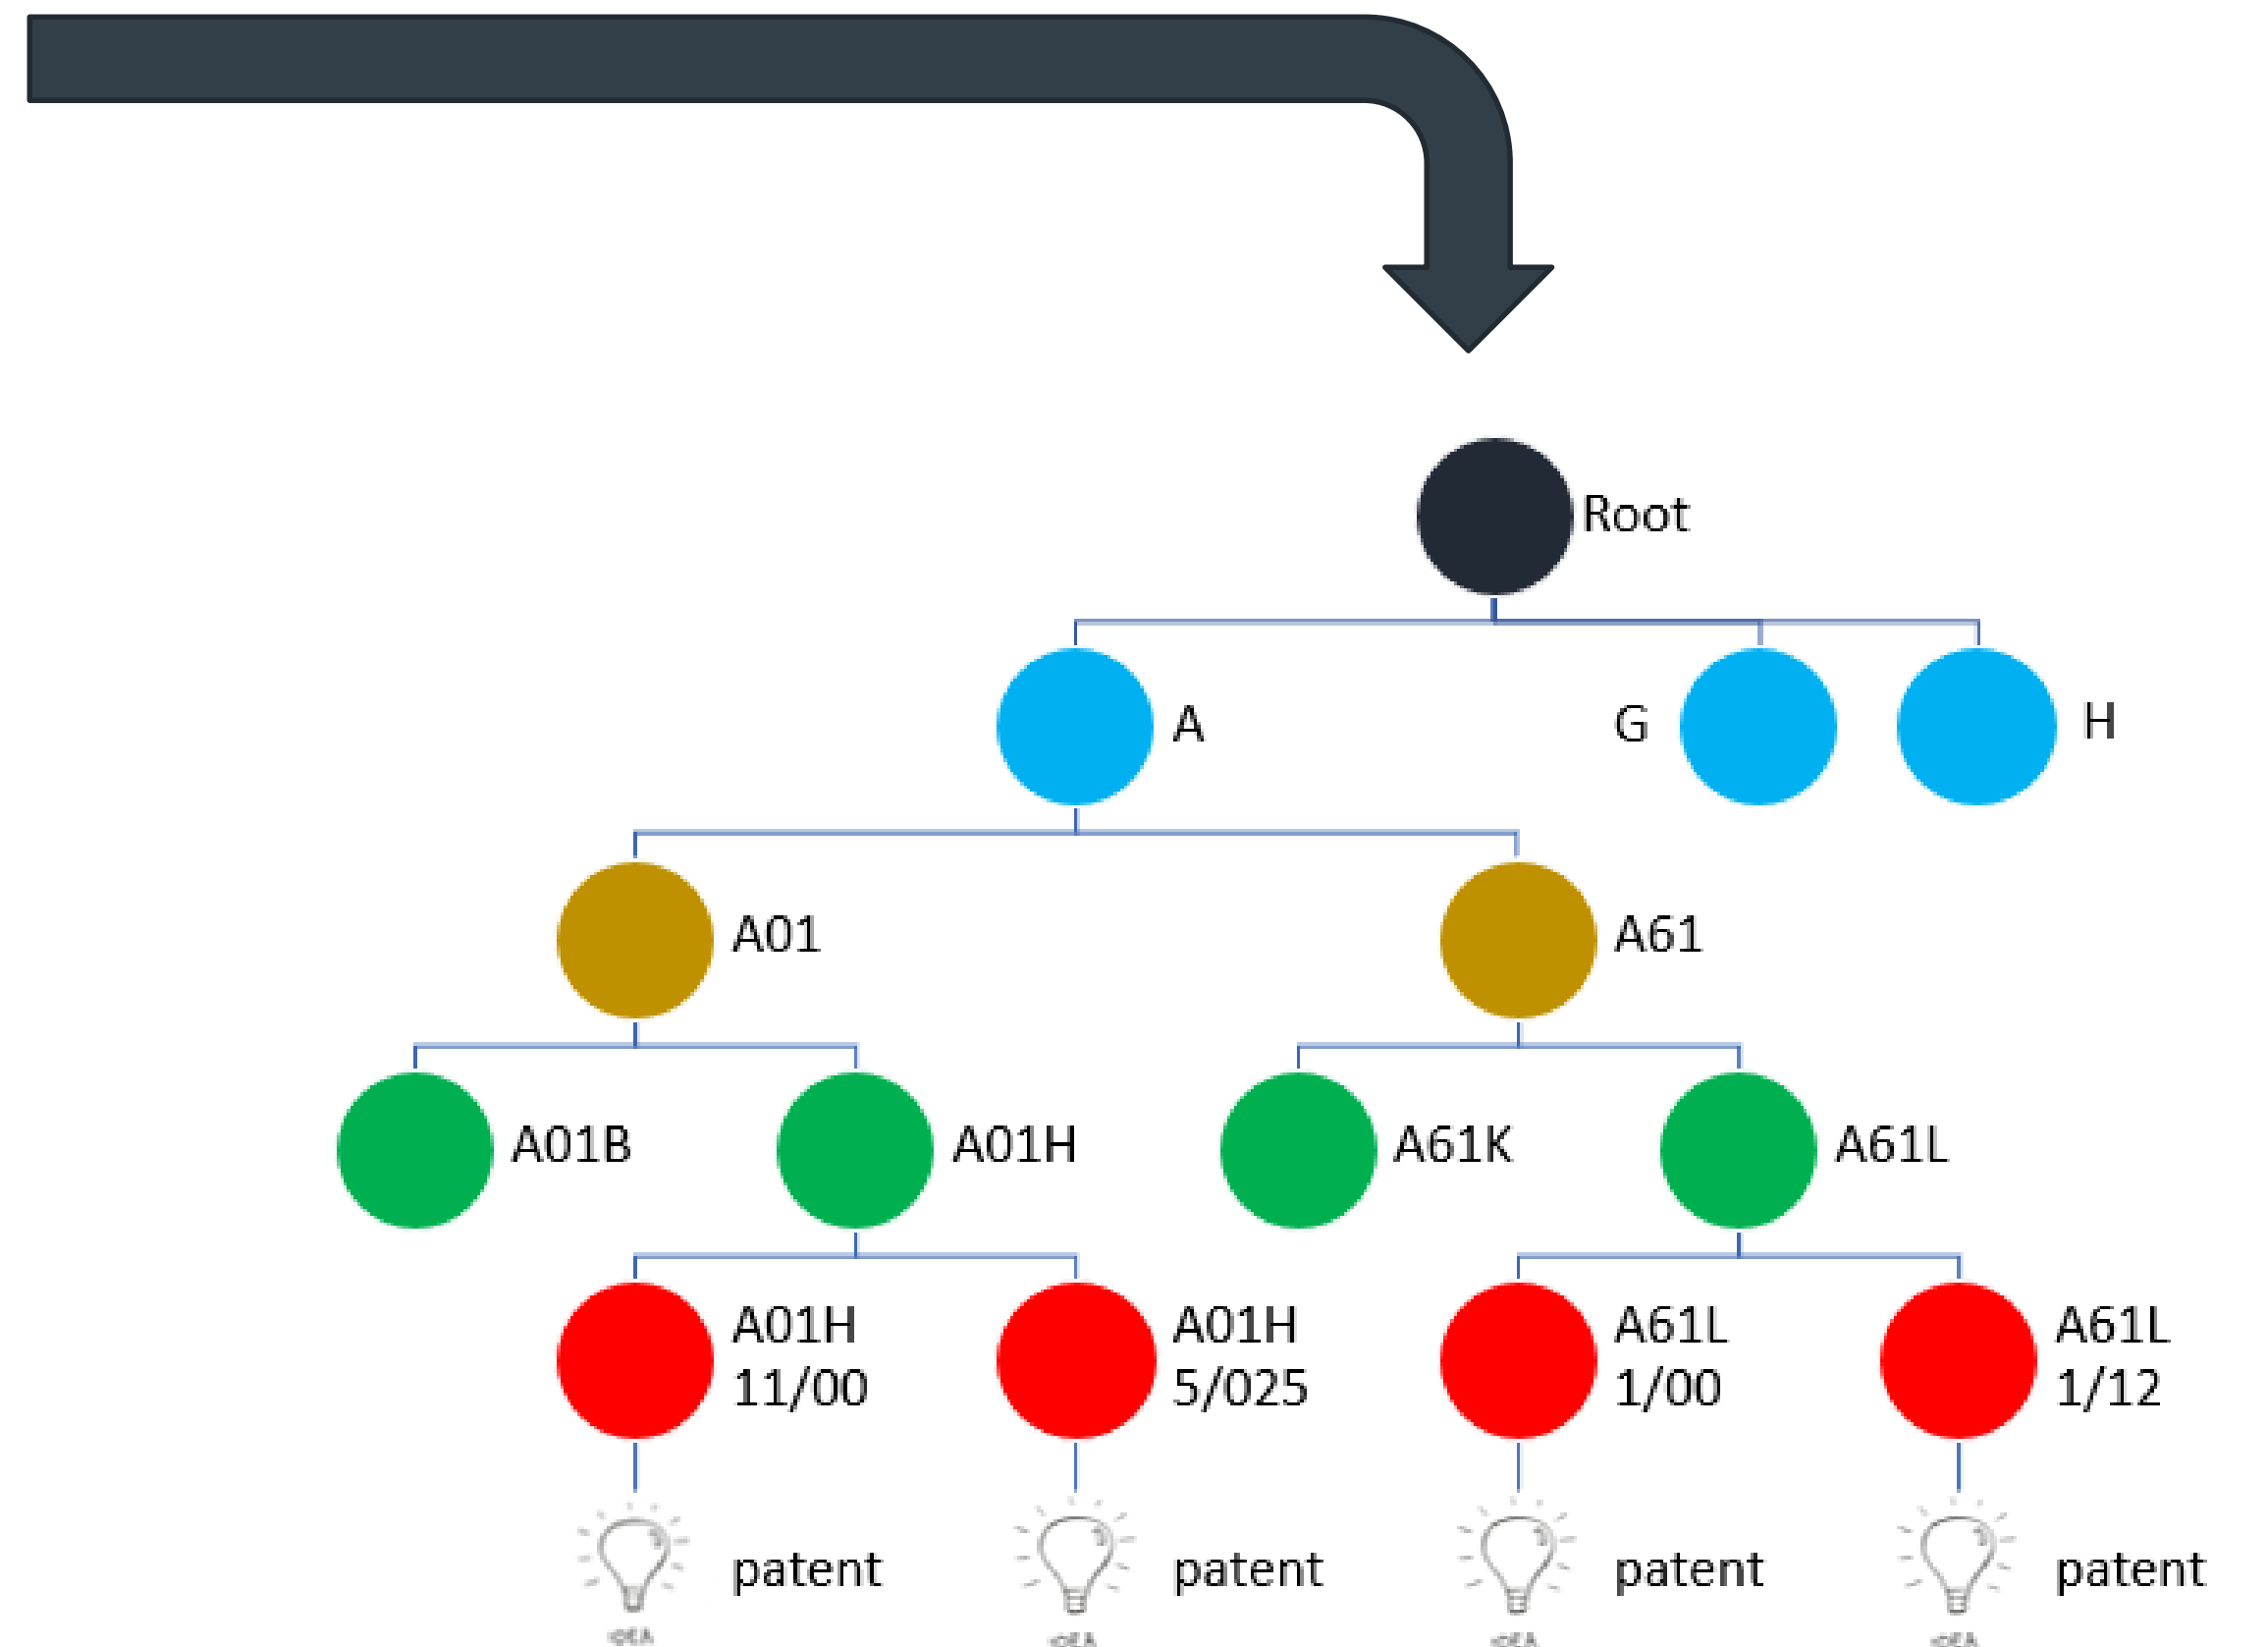 Root
A
G
H
A01
A61
A01B
A01H
A61K
A61L
A01H
11/00
A01H
5/025
A61L
1/00
A61L
1/12
patent
patent
patent
patent
IDEA